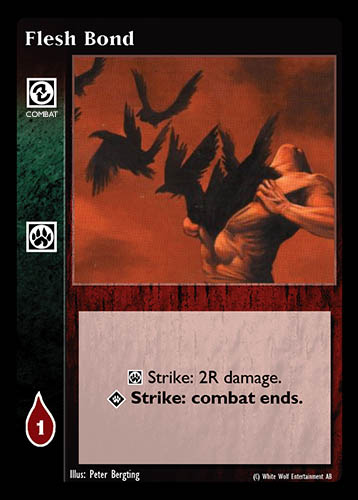 Flesh Bond
COMBAT
Strike: 2R damage.
Strike: combat ends.
1
Illus: Peter Bergting
(C) White Wolf Entertainment AB